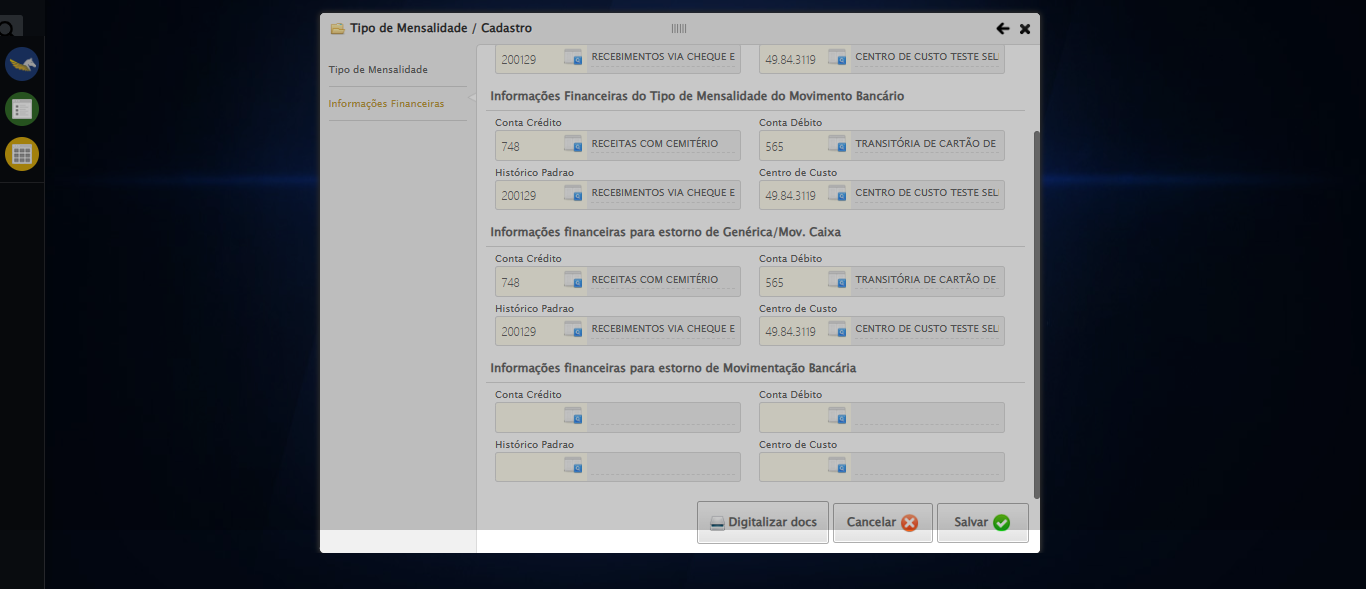 Tipo de Mensalidade / Cadastro
Tipo de Mensalidade
Informações Financeiras
200129 RECEBIMENTOS VIA CHEQUE E 49.84.3119 CENTRO DE CUSTO TESTE SEL
Informações Financeiras do Tipo de Mensalidade do Movimento Bancário
Conta Crédito Conta Débito
748 RECEITAS COM CEMITÉRIO 565 TRANSITÓRIA DE CARTÃO DE
Histórico Padrao Centro de Custo
200129 RECEBIMENTOS VIA CHEQUE E 49.84.3119 CENTRO DE CUSTO TESTE SEL
Informações financeiras para estorno de Genérica/Mov. Caixa
Conta Crédito Conta Débito
748 RECEITAS COM CEMITÉRIO 565 TRANSITÓRIA DE CARTÃO DE
Histórico Padrao Centro de Custo
200129 RECEBIMENTOS VIA CHEQUE E 49.84.3119 CENTRO DE CUSTO TESTE SEL
Informações financeiras para estorno de Movimentação Bancária
Conta Crédito Conta Débito
Histórico Padrao Centro de Custo
Digitalizar docs Cancelar Salvar